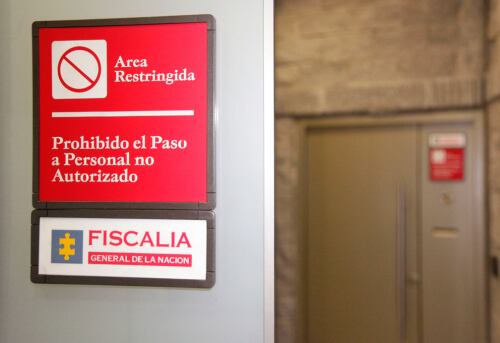 Area
Restringida
Prohibido el Paso
a Personal no
Autorizado
FISCALIA
GENERAL DE LA NACION